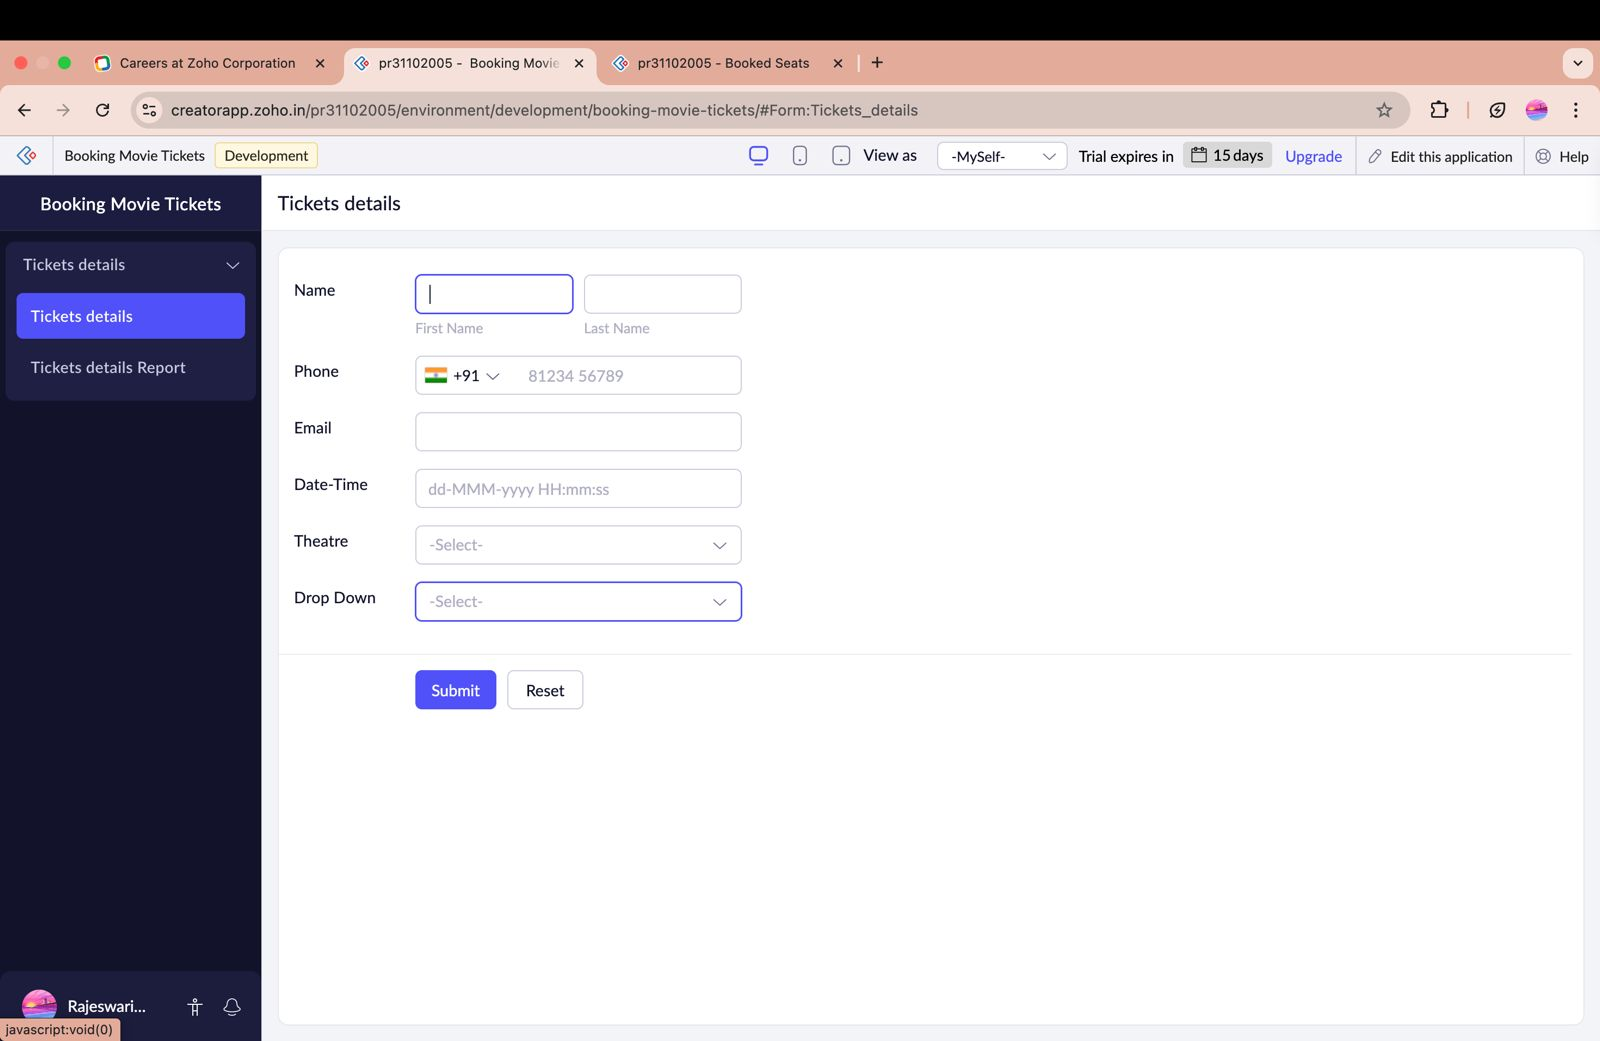 Careers at Zoho Corporation
pr31102005 - Booking Movie
pr31102005 - Booked Seats
creatorapp.zoho.in/pr31102005/environment/development/booking-movie-tickets/#Form:Tickets_details
Booking Movie Tickets Development View as -MySelf- Trial expires in 15 days Upgrade Edit this application Help
Booking Movie Tickets
Tickets details
Tickets details
Tickets details Report
Tickets details
Name
First Name Last Name
Phone +91 81234 56789
Email
Date-Time dd-MMM-yyyy HH:mm:ss
Theatre -Select-
Drop Down -Select-
Submit Reset
Rajeswari...
javascript:void(0)